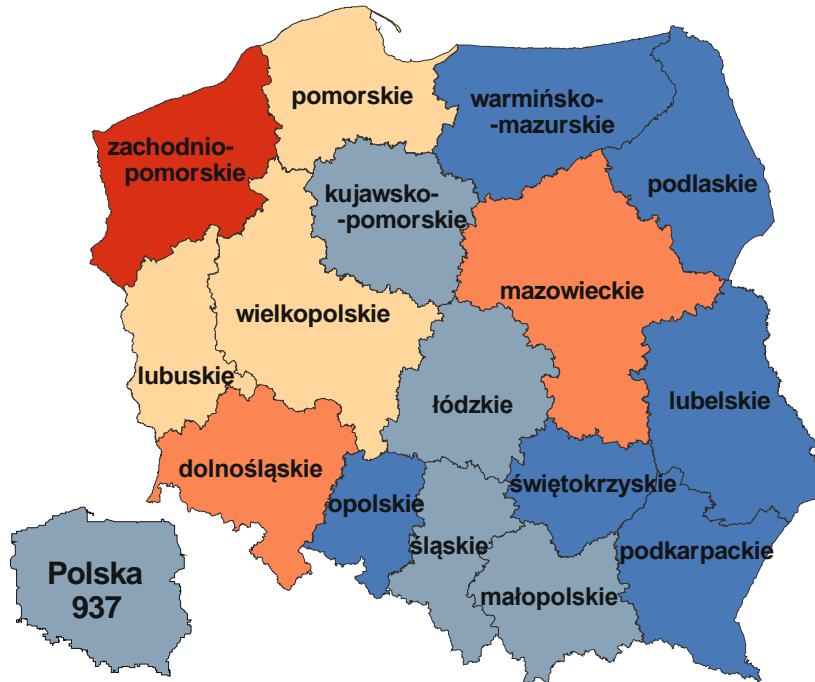 pomorskie
warmińsko-
-mazurskie
zachodnio-
pomorskie
podlaskie
kujawsko-
-pomorskie
mazowieckie
wielkopolskie
lubuskie
łódzkie
lubelskie
dolnośląskie
świętokrzyskie
opolskie
śląskie
podkarpackie
małopolskie
Polska
937